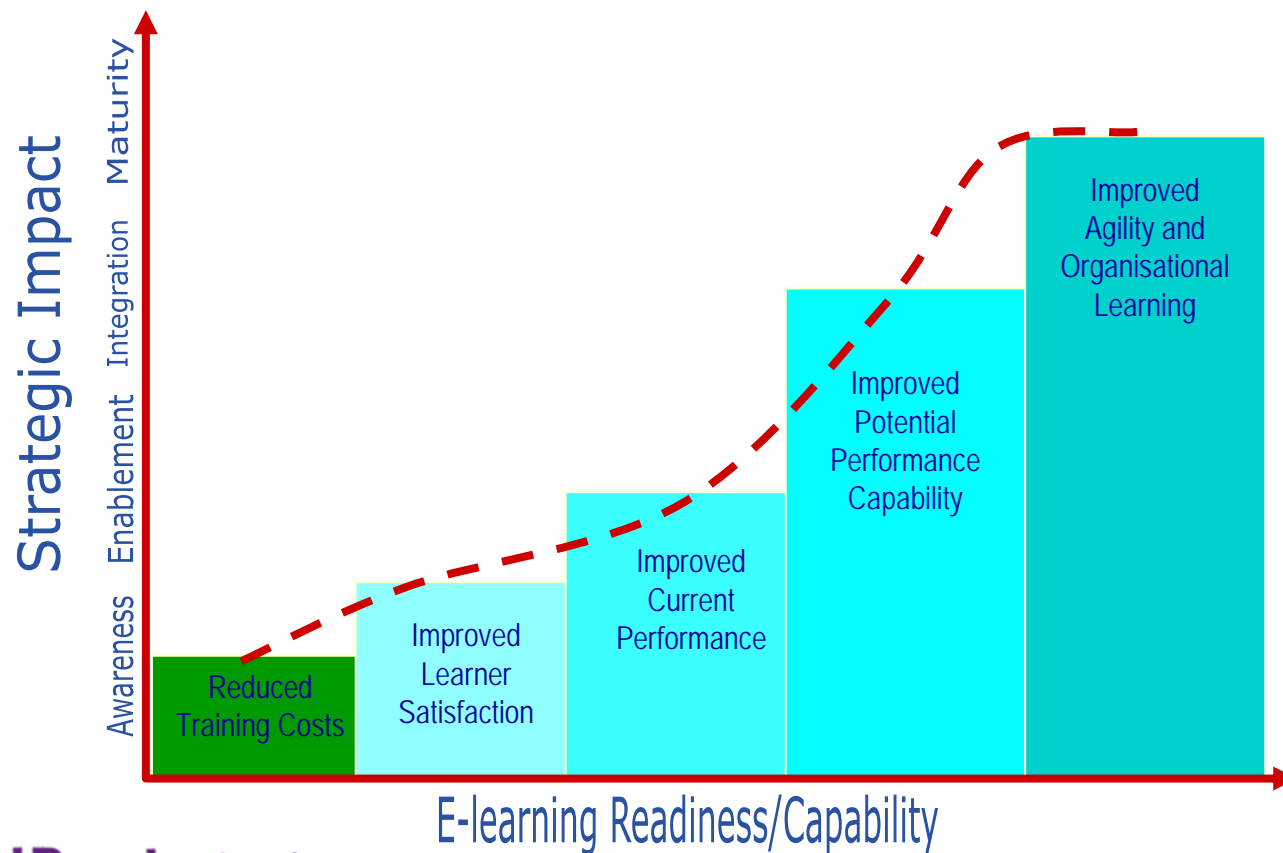 Strategic Impact
Maturity
Integration
Enablement
Awareness
Reduced
Training Costs
Improved
Learner
Satisfaction
Improved
Current
Performance
Improved
Potential
Performance
Capability
Improved
Agility and
Organisational
Learning
E-learning Readiness/Capability